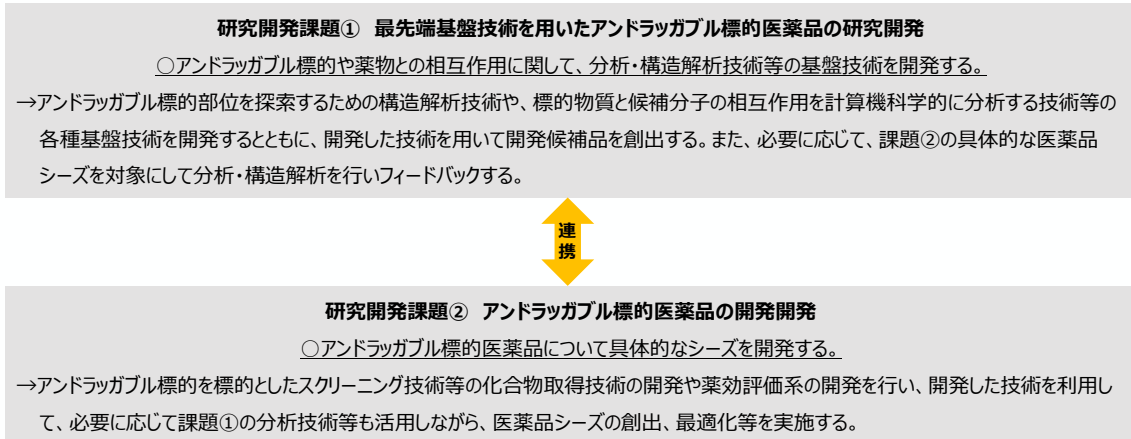 研究開発課題① 最先端基盤技術を用いたアンドラッガブル標的医薬品の研究開発
○アンドラッガブル標的や薬物との相互作用に関して、分析・構造解析技術等の基盤技術を開発する。
→アンドラッガブル標的部位を探索するための構造解析技術や、標的物質と候補分子の相互作用を計算機科学的に分析する技術等の
各種基盤技術を開発するとともに、開発した技術を用いて開発候補品を創出する。また、必要に応じて、課題②の具体的な医薬品
シーズを対象にして分析・構造解析を行いフィードバックする。
連
携
研究開発課題② アンドラッガブル標的医薬品の開発開発
○アンドラッガブル標的医薬品について具体的なシーズを開発する。
→アンドラッガブル標的を標的としたスクリーニング技術等の化合物取得技術の開発や薬効評価系の開発を行い、開発した技術を利用し
て、必要に応じて課題①の分析技術等も活用しながら、医薬品シーズの創出、最適化等を実施する。